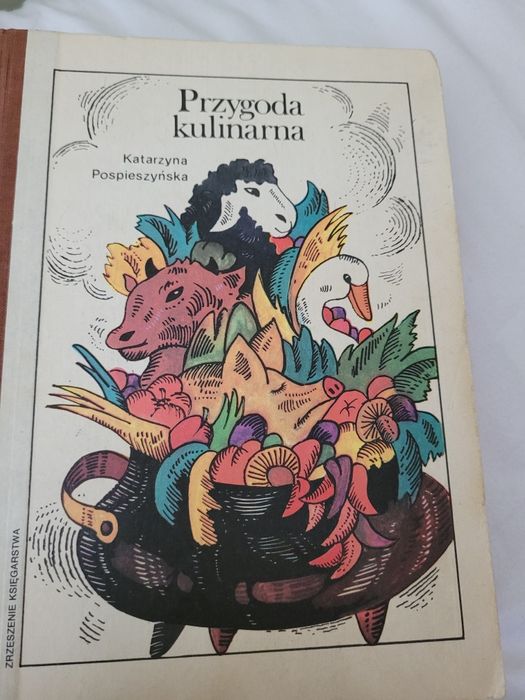 Przygoda
kulinarna
Katarzyna
Pospieszyńska
ZRZESZENIE KSIĘGARSTWA